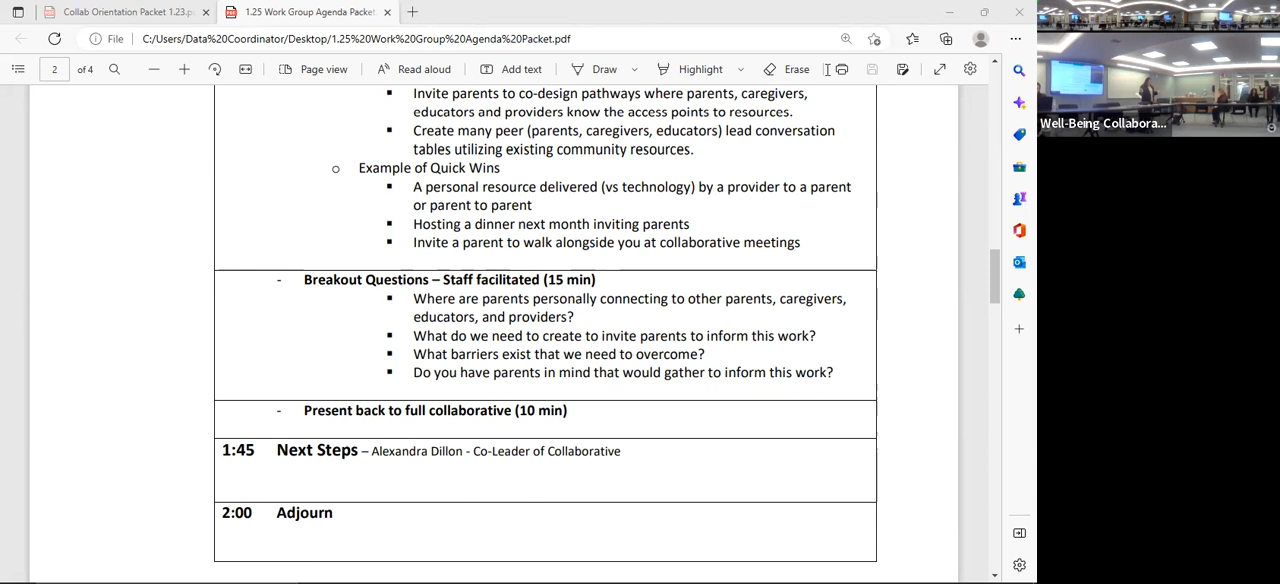 Collab Orientation Packet 1.23.p
1.25 Work Group Agenda Packet
File
C:/Users/Data%20Coordinator/Desktop/1.25%20Work%20Group%20Agenda%20Packet.pdf
2 of 4
Page view
Read aloud
Add text
Draw
Highlight
Erase
▪ Invite parents to co-design pathways where parents, caregivers,
educators and providers know the access points to resources.
▪ Create many peer (parents, caregivers, educators) lead conversation
tables utilizing existing community resources.
o Example of Quick Wins
▪ A personal resource delivered (vs technology) by a provider to a parent
or parent to parent
▪ Hosting a dinner next month inviting parents
▪ Invite a parent to walk alongside you at collaborative meetings
- Breakout Questions – Staff facilitated (15 min)
▪ Where are parents personally connecting to other parents, caregivers,
educators, and providers?
▪ What do we need to create to invite parents to inform this work?
▪ What barriers exist that we need to overcome?
▪ Do you have parents in mind that would gather to inform this work?
- Present back to full collaborative (10 min)
1:45 Next Steps – Alexandra Dillon - Co-Leader of Collaborative
2:00 Adjourn
Well-Being Collabora...